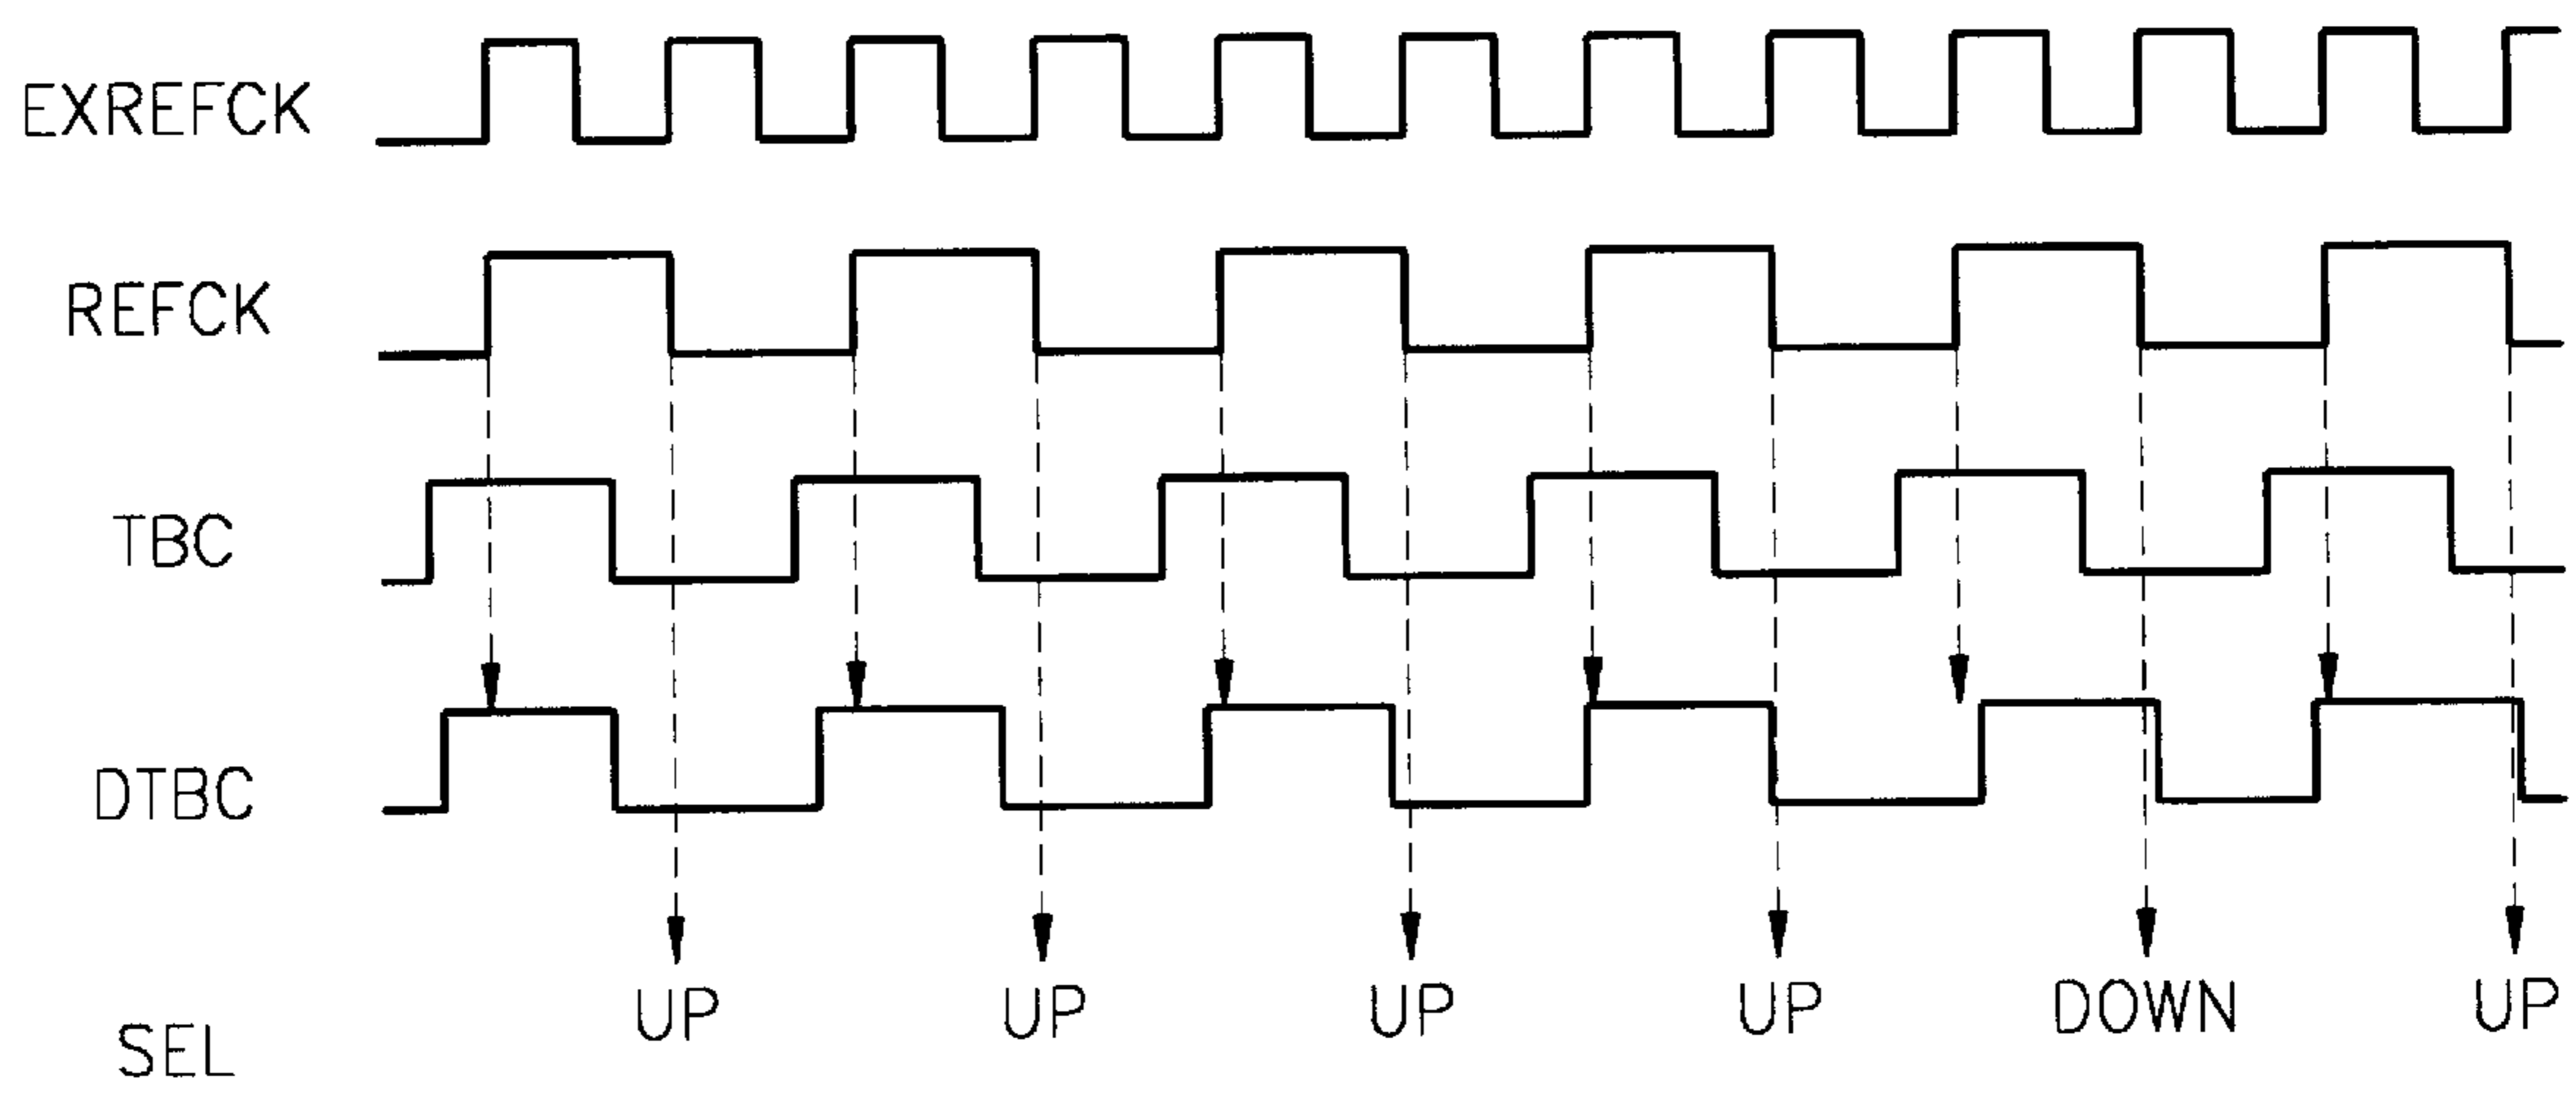 EXREFCK
REFCK
TBC
DTBC
UP UP UP UP DOWN UP
SEL